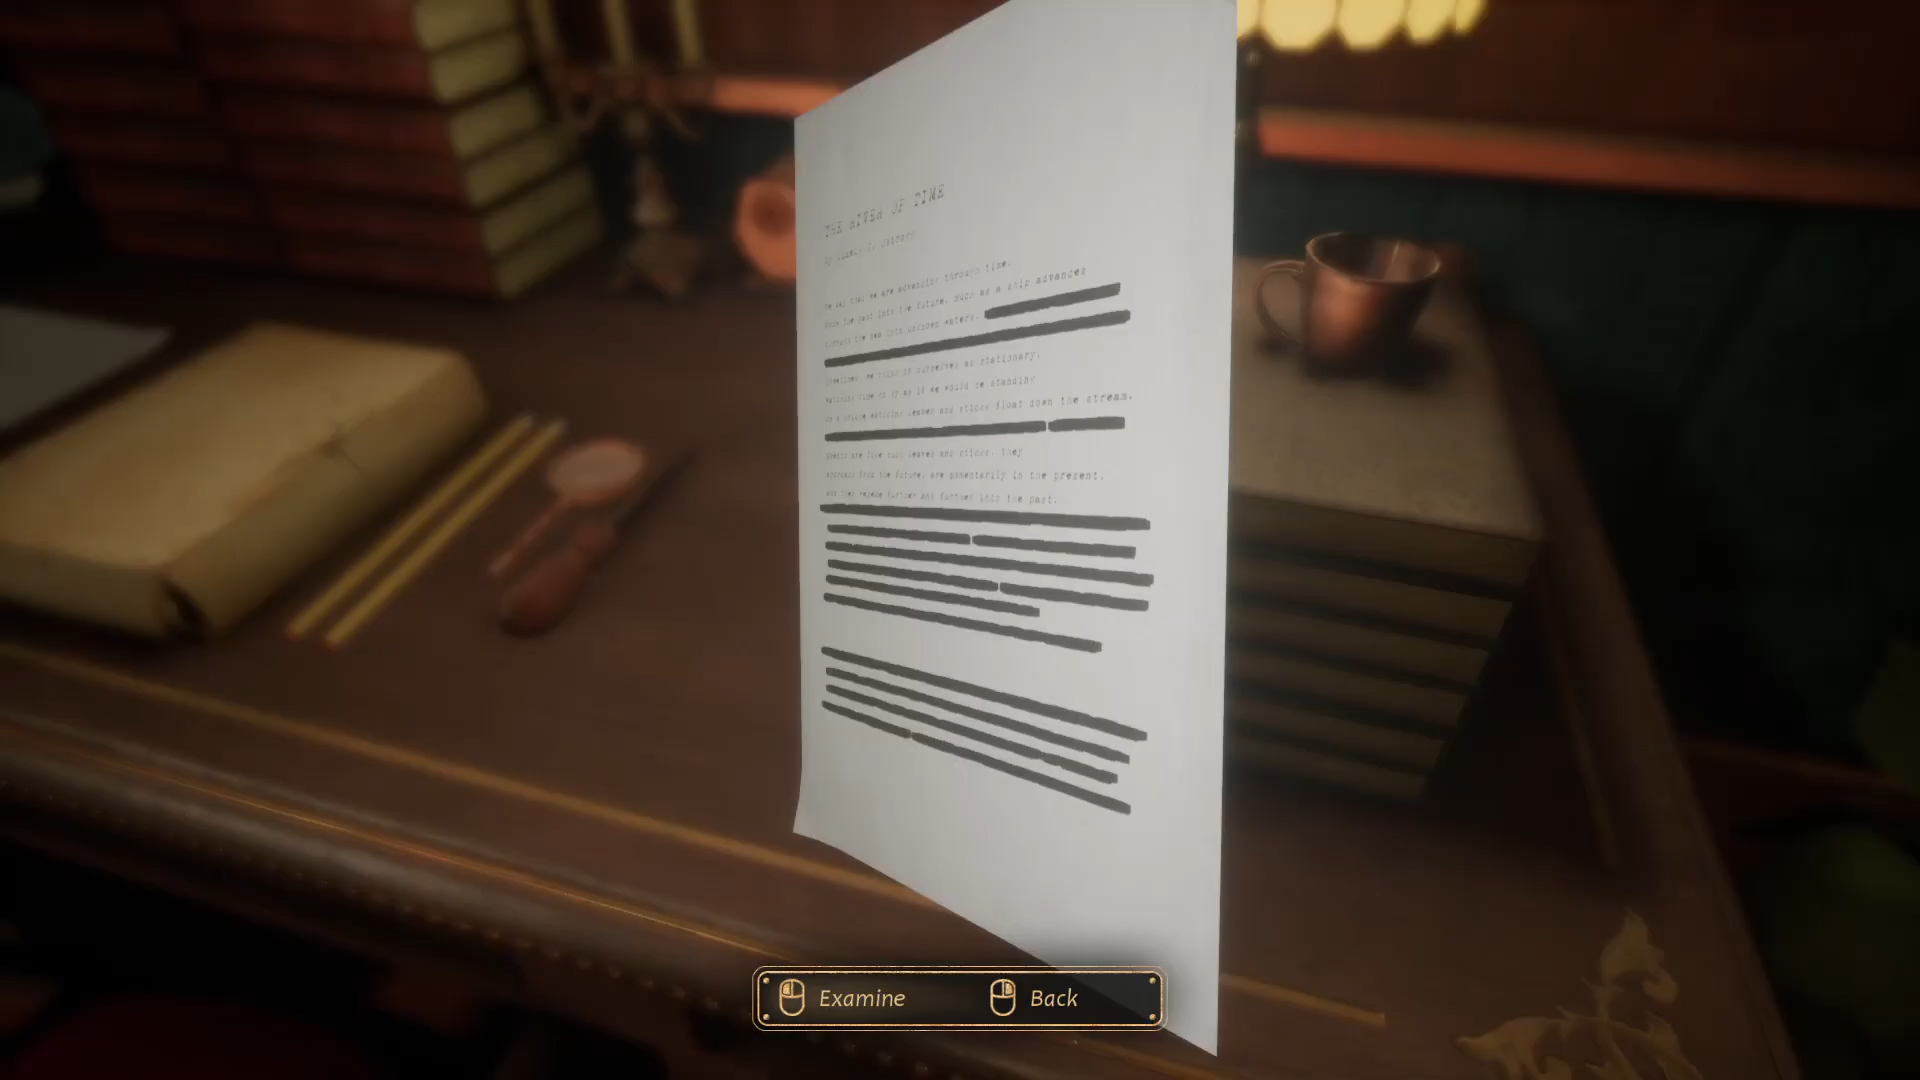 THE RIVER OF TIME
by
We say that we are advancing through time.
from the past into the future. Much as a ship advances
through the sea into unknown waters.
Sometimes we think of ourselves as stationary,
watching time go by as if we would be standing
on a bridge watching leaves and sticks float down the stream.
Events are like such leaves and sticks. They
approach from the future, are momentarily in the present,
and then recede further and further into the past.
Examine
Back